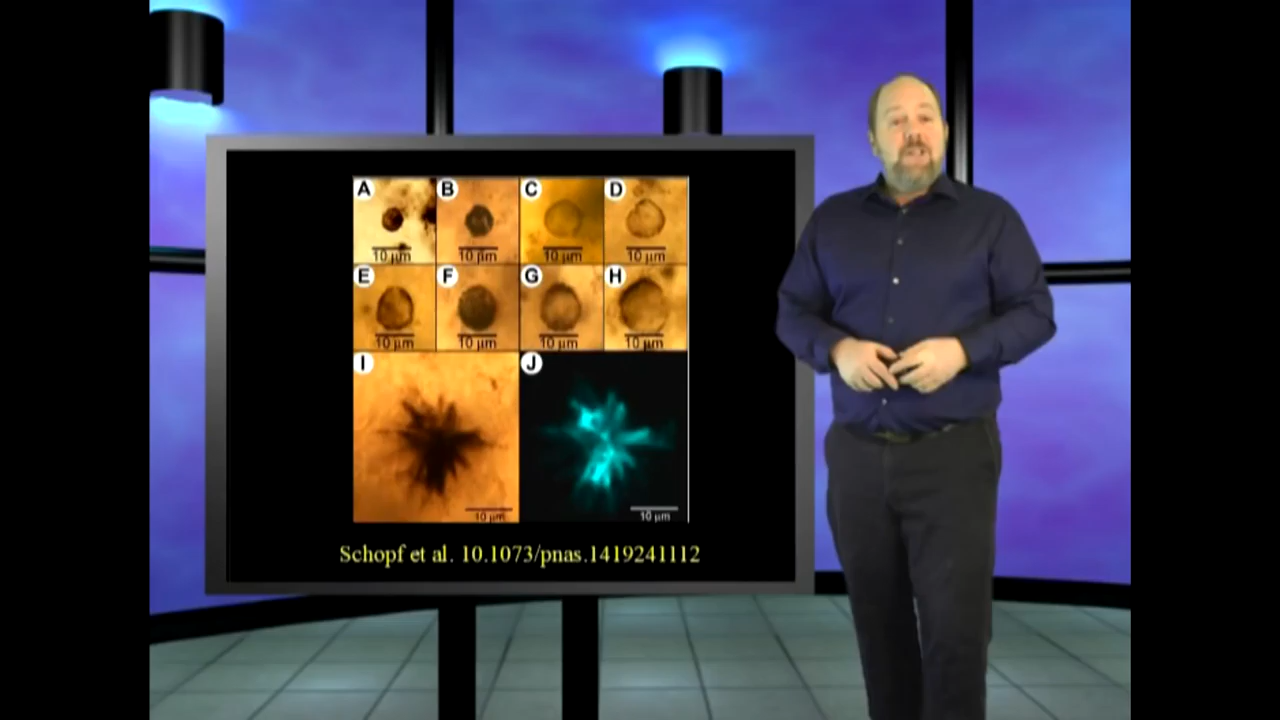 A B C D
10 µm 10 µm 10 µm 10 µm
E F G H
10 µm 10 µm 10 µm 10 µm
I J
10 µm 10 µm
Schopf et al. 10.1073/pnas.1419241112